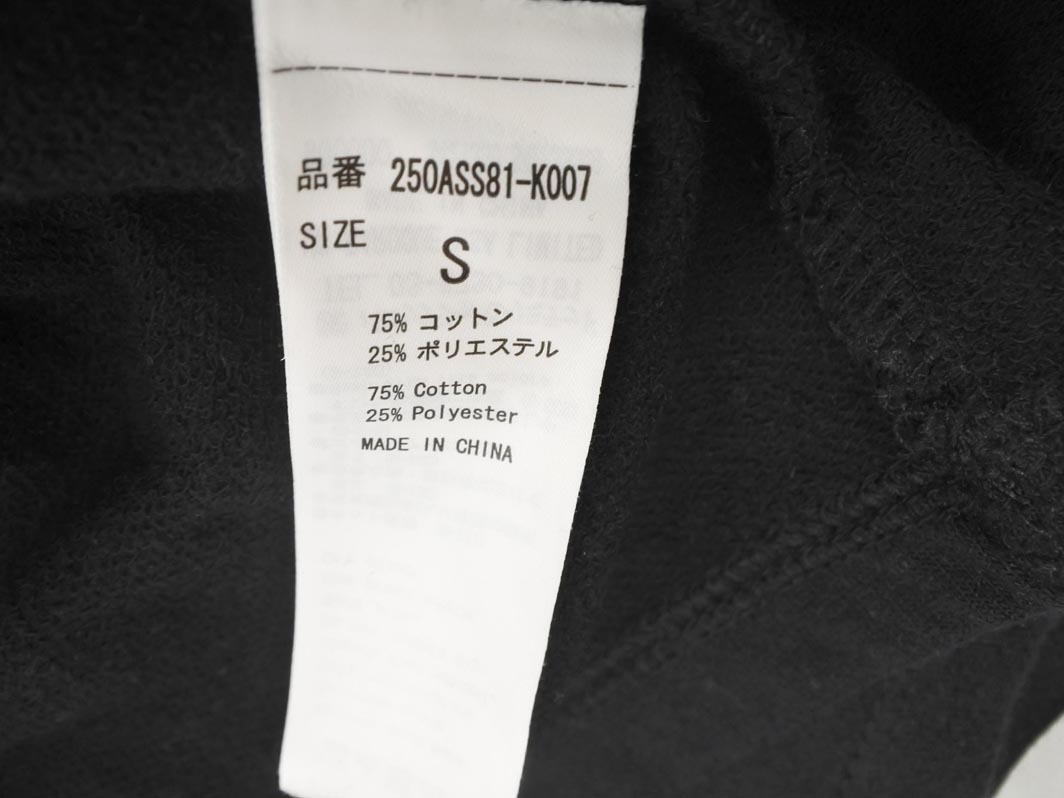 品番 250ASS81-K007
SIZE
S
75% コットン
25% ポリエステル
75% Cotton
25% Polyester
MADE IN CHINA